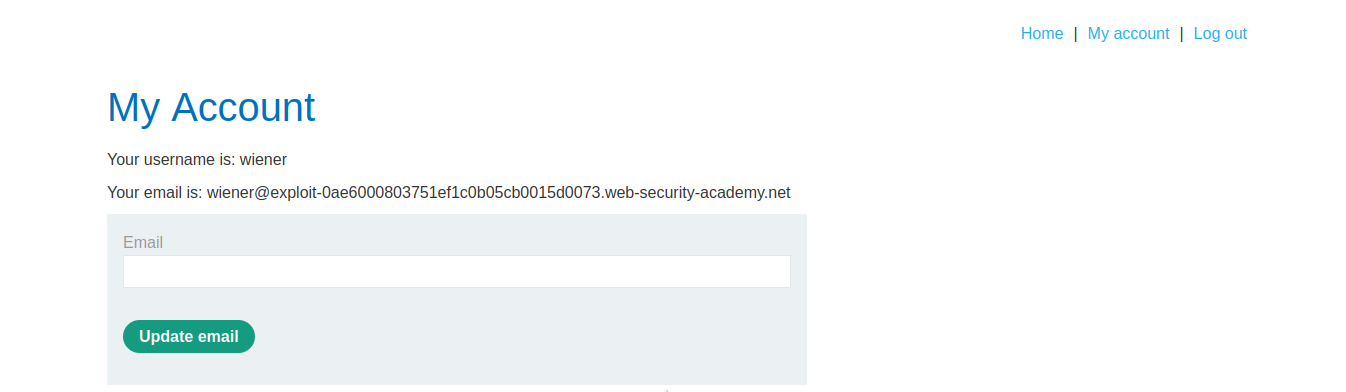 Home | My account | Log out
My Account
Your username is: wiener
Your email is: wiener@exploit-0ae6000803751ef1c0b05cb0015d0073.web-security-academy.net
Email
Update email